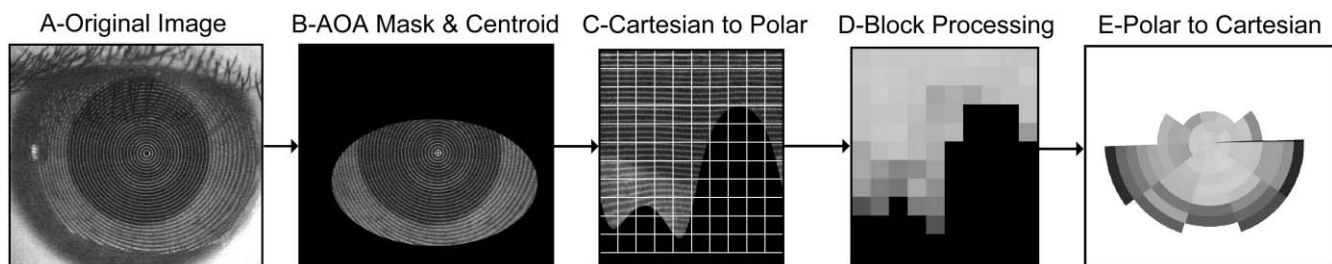 A-Original Image
B-AOA Mask & Centroid
C-Cartesian to Polar
D-Block Processing
E-Polar to Cartesian